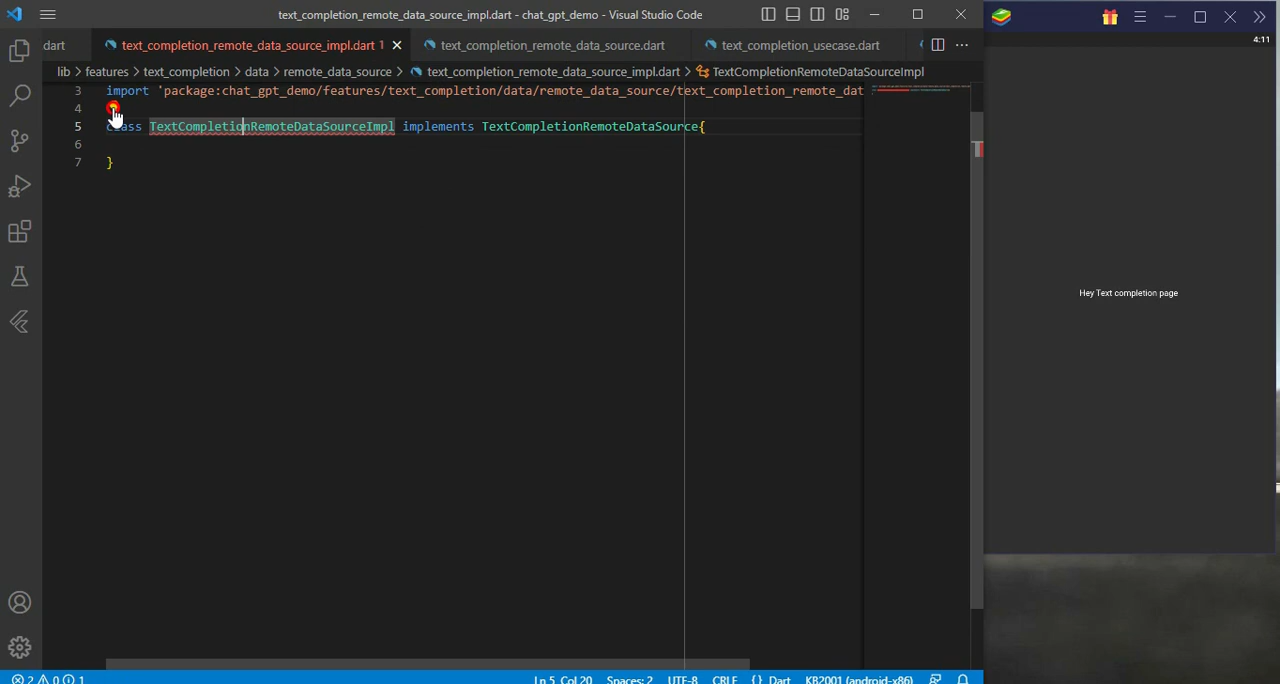 text_completion_remote_data_source_impl.dart - chat_gpt_demo - Visual Studio Code
dart
text_completion_remote_data_source_impl.dart 1
text_completion_remote_data_source.dart
text_completion_usecase.dart
lib > features > text_completion > data > remote_data_source > text_completion_remote_data_source_impl.dart > TextCompletionRemoteDataSourceImpl
3 import 'package:chat_gpt_demo/features/text_completion/data/remote_data_source/text_completion_remote_dat
4
5 class TextCompletionRemoteDataSourceImpl implements TextCompletionRemoteDataSource{
6
7 }
4:11
Hey Text completion page
2 0 1
Ln 5, Col 20 Spaces: 2 UTF-8 CRLF {} Dart KB2001 (android-x86)